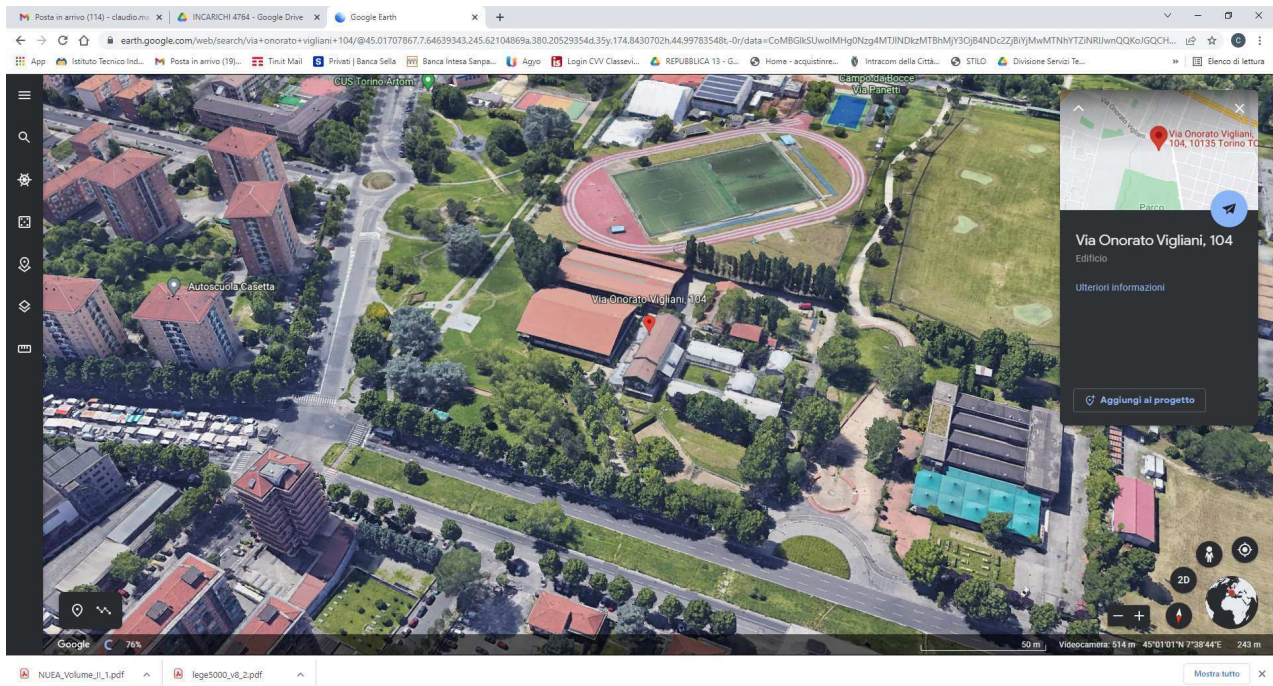 Posta in arrivo (114) - claudio.m
INCARICHI 4764 - Google Drive
Google Earth
earth.google.com/web/search/via+onorato+vigliani+104/@45.01707867,7.64639343,245.62104869a,380.20529354d,35y,174.8430702h,44.99783548t,-0r/data=CoMBGlkSUwolMHg0Nzg4MTJlNDkzMTBhMjY3OjB4NDc2ZjBiYjMwMTNhYTZiNRlJwnQQKoJGQCH...
App
Istituto Tecnico Ind...
Posta in arrivo (19)...
Tin.it Mail
Privati | Banca Sella
Banca Intesa Sanpa...
Agyo
Login CVV Classevi...
REPUBBLICA 13 - G...
Home - acquistinre...
Intracom della Città...
STILO
Divisione Servizi Te...
Elenco di lettura
CUS Torino Artom
Campo da Bocce
Via Panetti
Autoscuola Casetta
Via Onorato Vigliani, 104
Via Onorato Vigliani
Via Onorato Vigliani,
104, 10135 Torino TO
Parco
Via Onorato Vigliani, 104
Edificio
Ulteriori informazioni
Aggiungi al progetto
2D
Google
76%
50 m
Videocamera: 514 m
45°01'01"N 7°38'44"E
243 m
NUEA_Volume_II_1.pdf
lege5000_v8_2.pdf
Mostra tutto